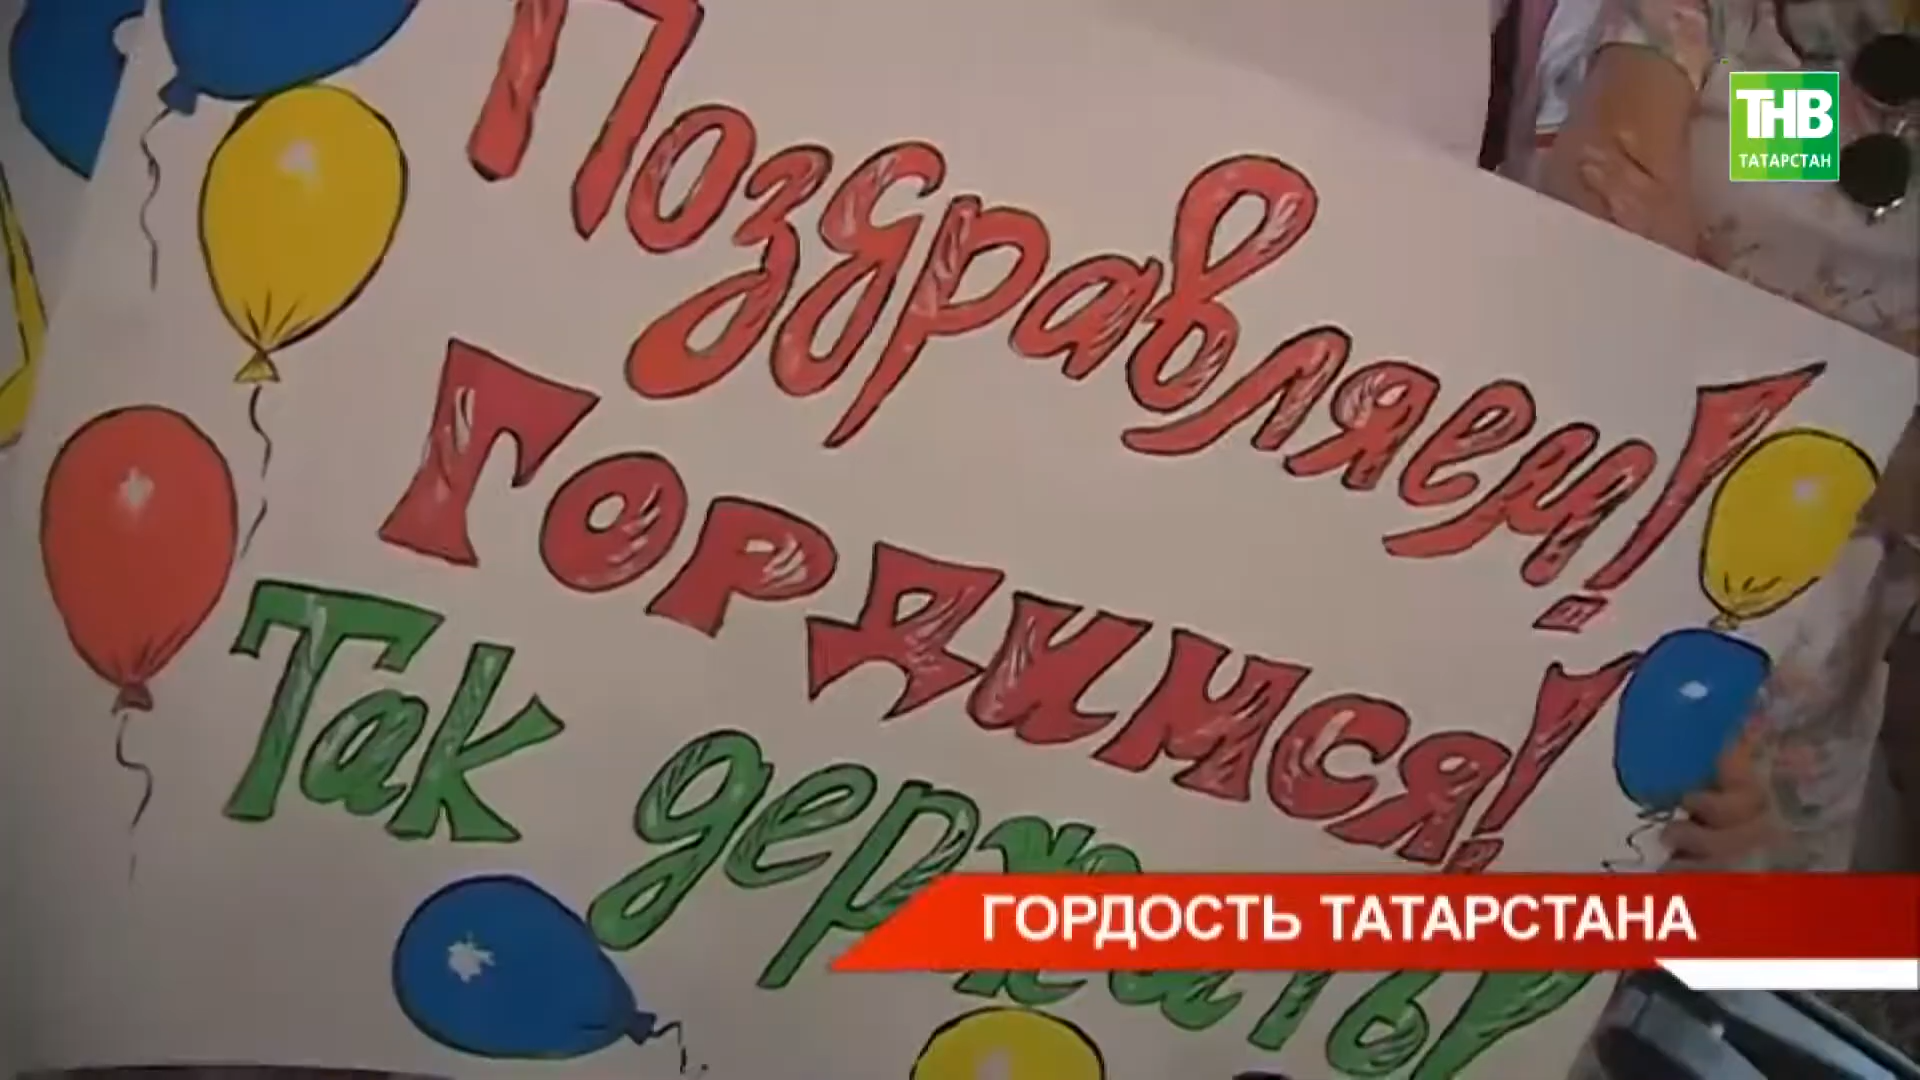 Поздравляем!
Гордимся!
Так держать!
ТНВ
ТАТАРСТАН
ГОРДОСТЬ ТАТАРСТАНА